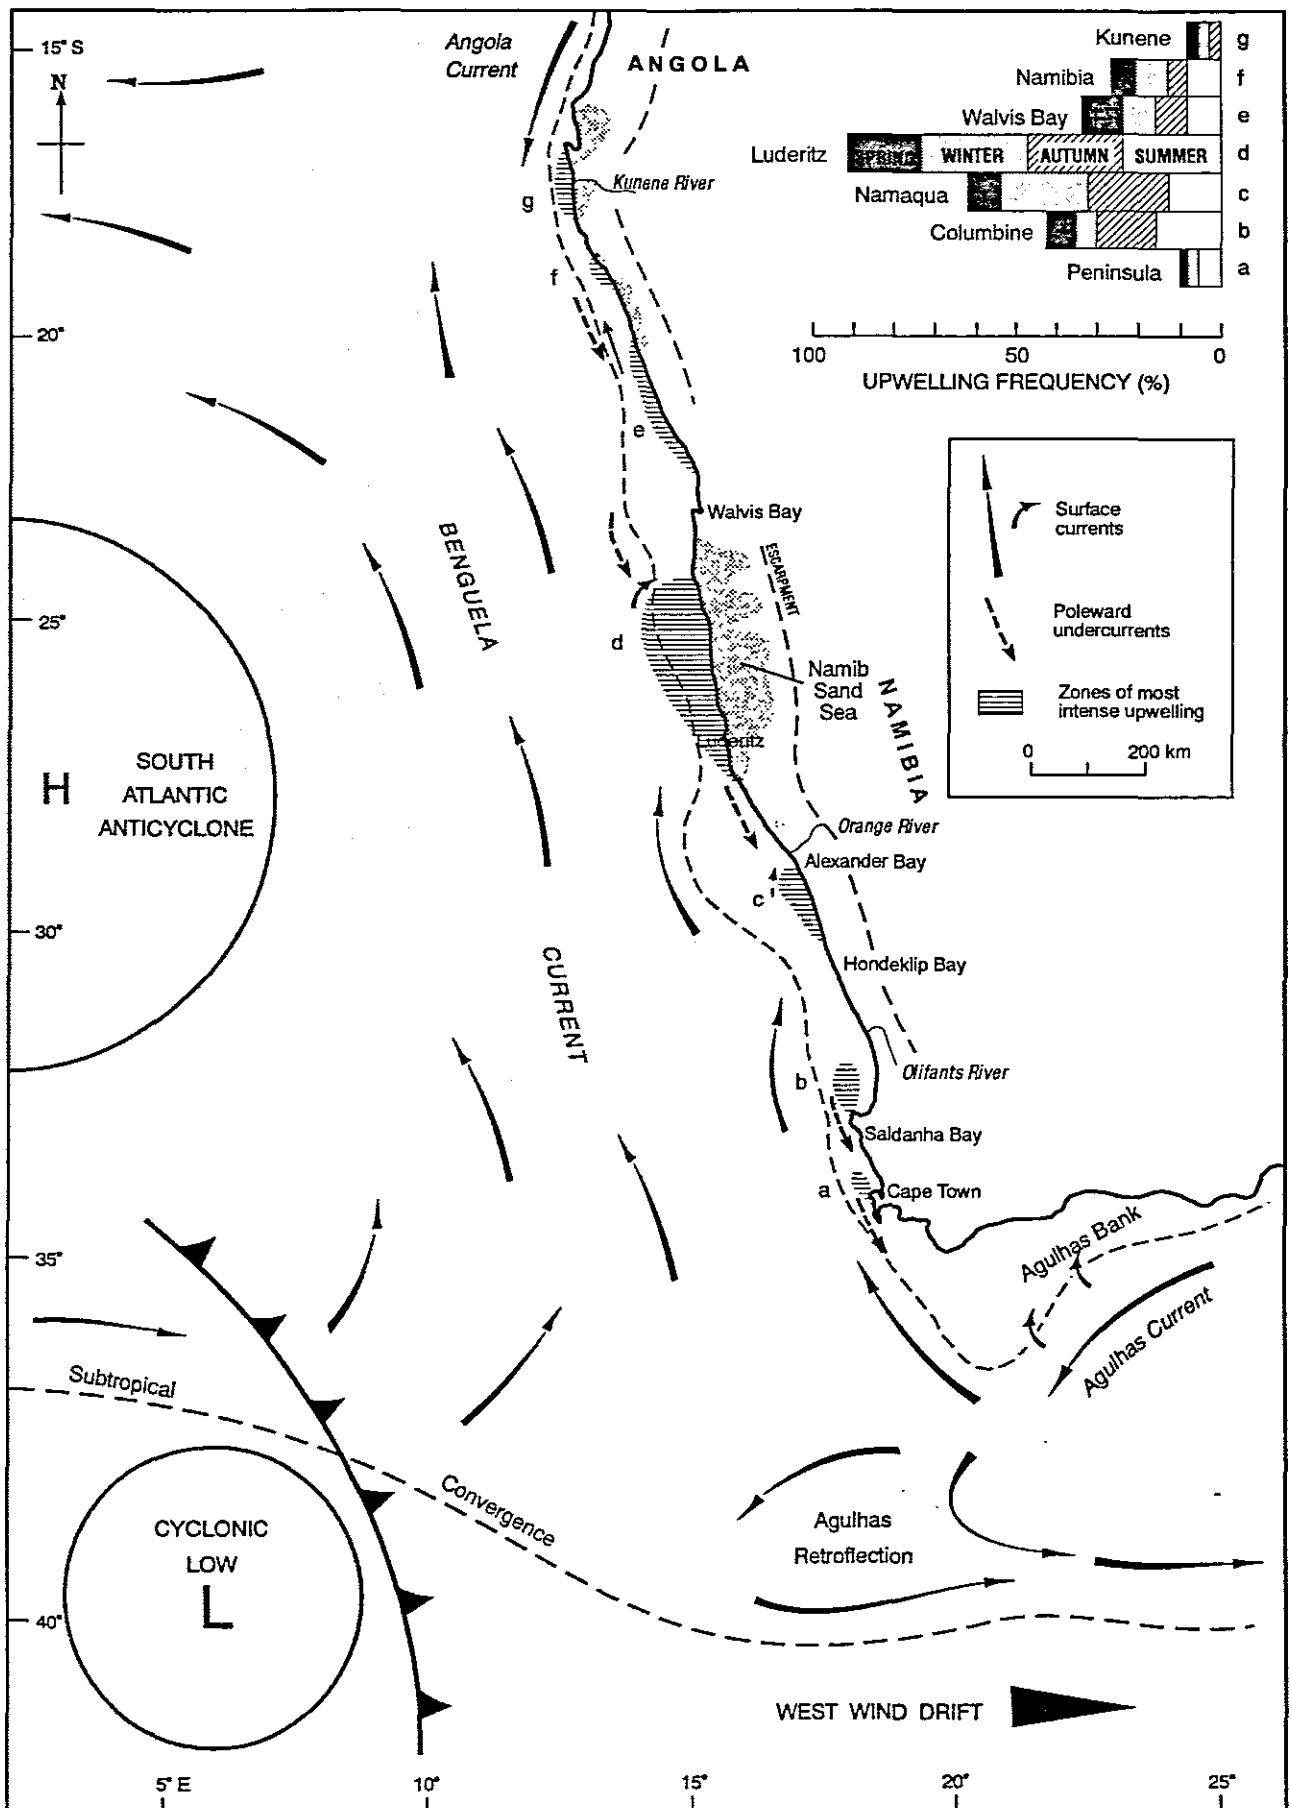 15° S
N
Angola
Current
ANGOLA
Kunene g
Namibia f
Walvis Bay e
Luderitz SPRING WINTER AUTUMN SUMMER d
Namaqua c
Columbine b
Peninsula a
100 50 0
UPWELLING FREQUENCY (%)
Kunene River
g
f
20°
e
Surface
currents
Poleward
undercurrents
Zones of most
intense upwelling
0 200 km
Walvis Bay
BENGUELA
ESCARPMENT
25°
d
Namib
Sand
Sea
NAMIBIA
Luderitz
H
SOUTH
ATLANTIC
ANTICYCLONE
Orange River
Alexander Bay
c
30°
CURRENT
Hondeklip Bay
Olifants River
b
Saldanha Bay
a
Cape Town
35°
Agulhas Bank
Agulhas Current
Subtropical
Convergence
CYCLONIC
LOW
L
Agulhas
Retroflection
40°
WEST WIND DRIFT
5° E 10° 15° 20° 25°